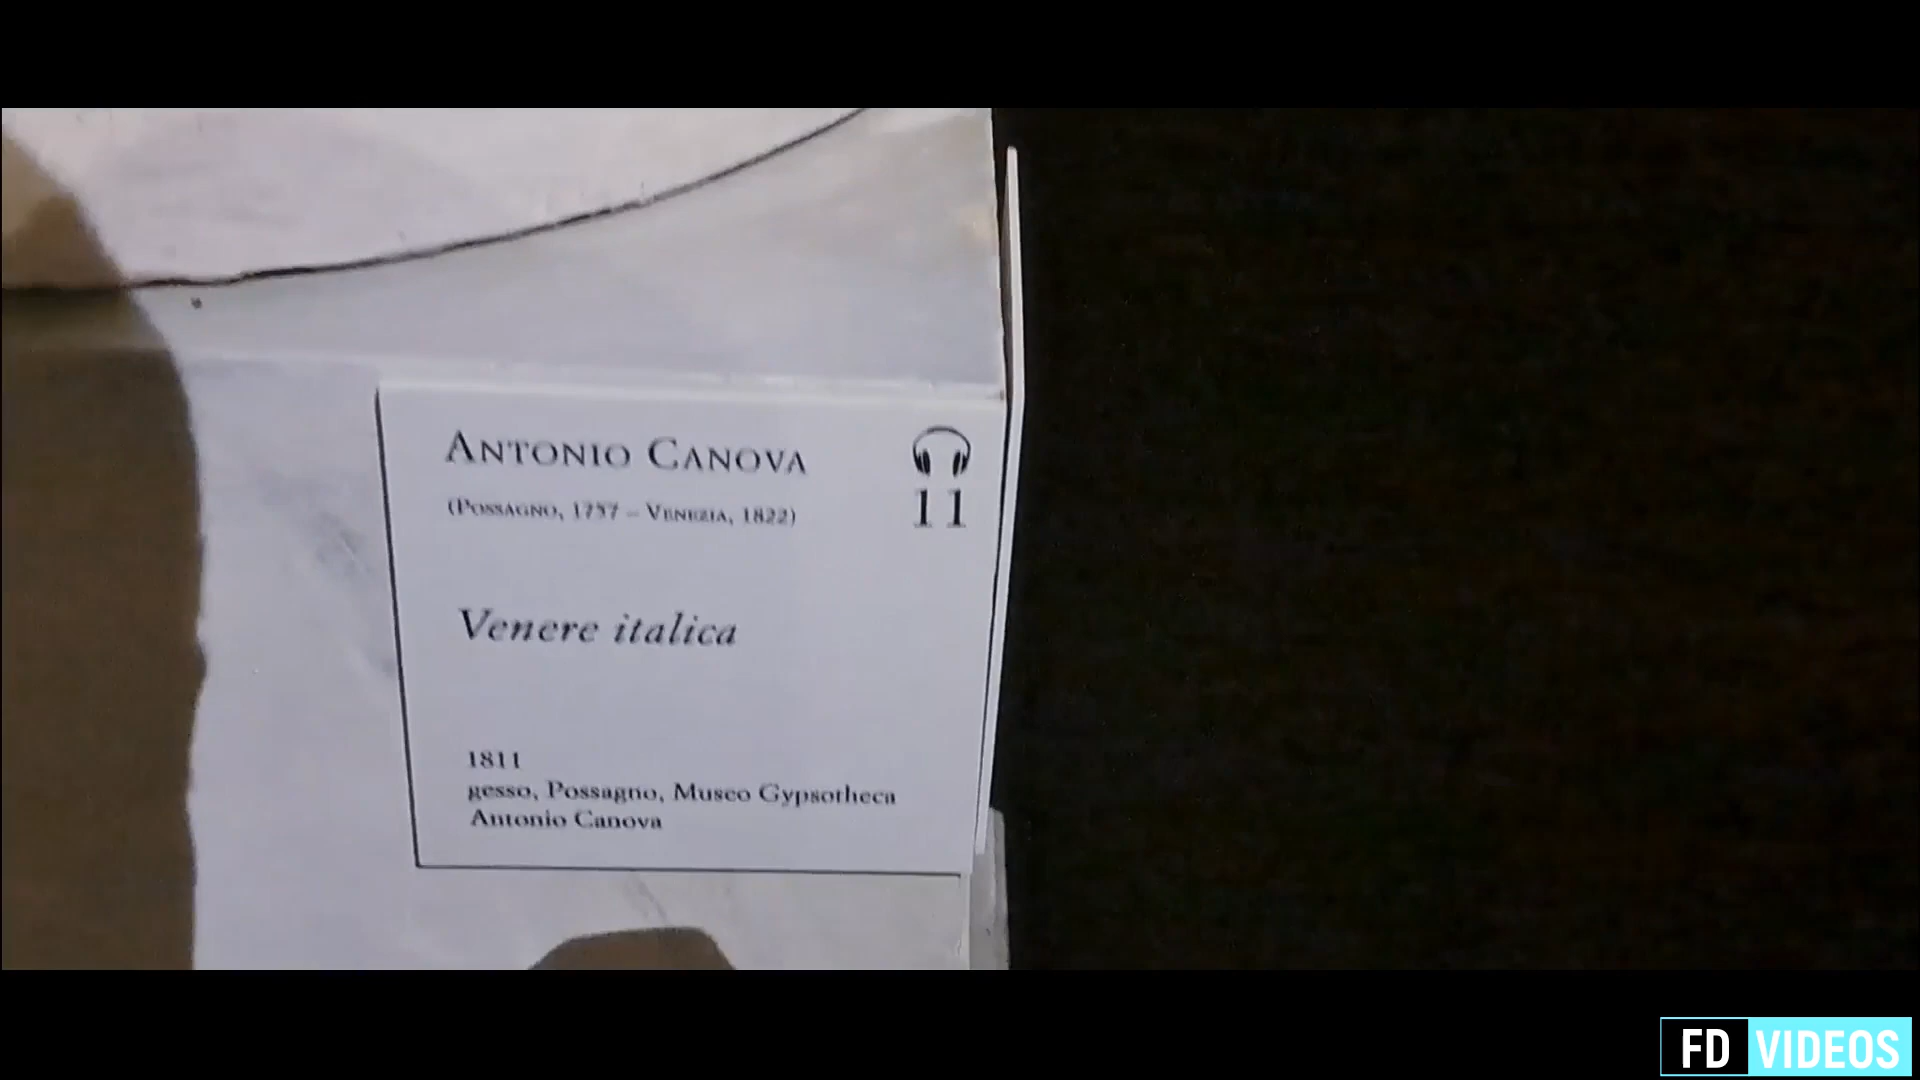 ANTONIO CANOVA
11
(POSSAGNO, 1757 – VENEZIA, 1822)
Venere italica
1811
gesso, Possagno, Museo Gypsotheca
Antonio Canova
FD VIDEOS